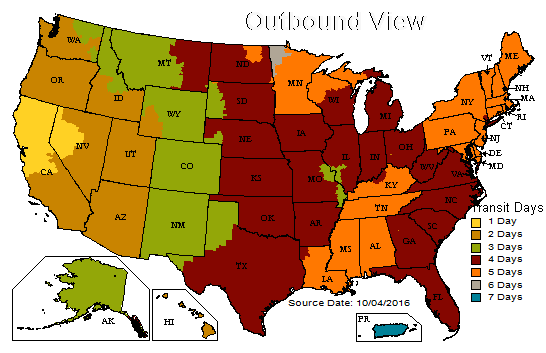 Outbound View
WA
OR
CA
NV
ID
MT
WY
UT
AZ
CO
NM
ND
SD
NE
KS
OK
TX
MN
IA
MO
AR
LA
WI
IL
IN
MI
OH
KY
TN
MS
AL
GA
FL
SC
NC
VA
WV
PA
NY
VT
ME
NH
MA
RI
CT
NJ
DE
MD
AK
HI
PR
Transit Days
1 Day
2 Days
3 Days
4 Days
5 Days
6 Days
7 Days
Source Date: 10/04/2016